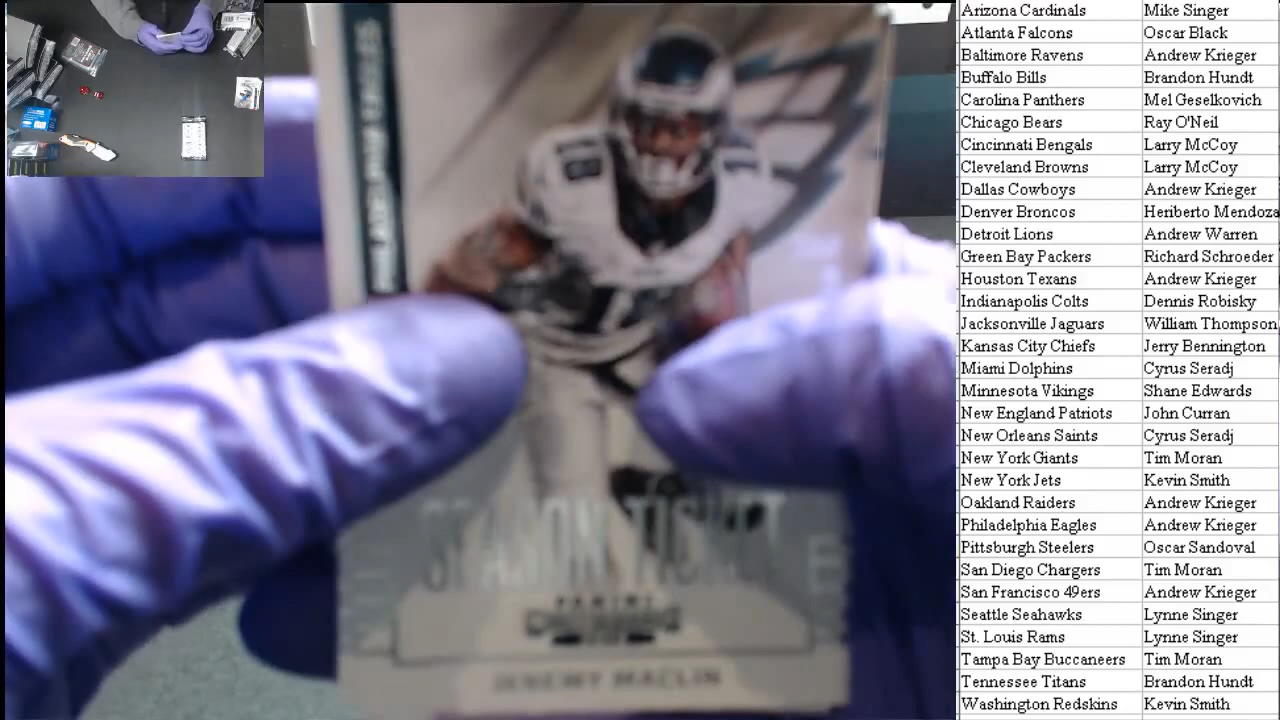 18
SEASON TICKET
PANINI
CONTENDERS
JEREMY MACLIN
Arizona Cardinals Mike Singer
Atlanta Falcons Oscar Black
Baltimore Ravens Andrew Krieger
Buffalo Bills Brandon Hundt
Carolina Panthers Mel Geselkovich
Chicago Bears Ray O'Neil
Cincinnati Bengals Larry McCoy
Cleveland Browns Larry McCoy
Dallas Cowboys Andrew Krieger
Denver Broncos Heriberto Mendoza
Detroit Lions Andrew Warren
Green Bay Packers Richard Schroeder
Houston Texans Andrew Krieger
Indianapolis Colts Dennis Robisky
Jacksonville Jaguars William Thompson
Kansas City Chiefs Jerry Bennington
Miami Dolphins Cyrus Seradj
Minnesota Vikings Shane Edwards
New England Patriots John Curran
New Orleans Saints Cyrus Seradj
New York Giants Tim Moran
New York Jets Kevin Smith
Oakland Raiders Andrew Krieger
Philadelphia Eagles Andrew Krieger
Pittsburgh Steelers Oscar Sandoval
San Diego Chargers Tim Moran
San Francisco 49ers Andrew Krieger
Seattle Seahawks Lynne Singer
St. Louis Rams Lynne Singer
Tampa Bay Buccaneers Tim Moran
Tennessee Titans Brandon Hundt
Washington Redskins Kevin Smith